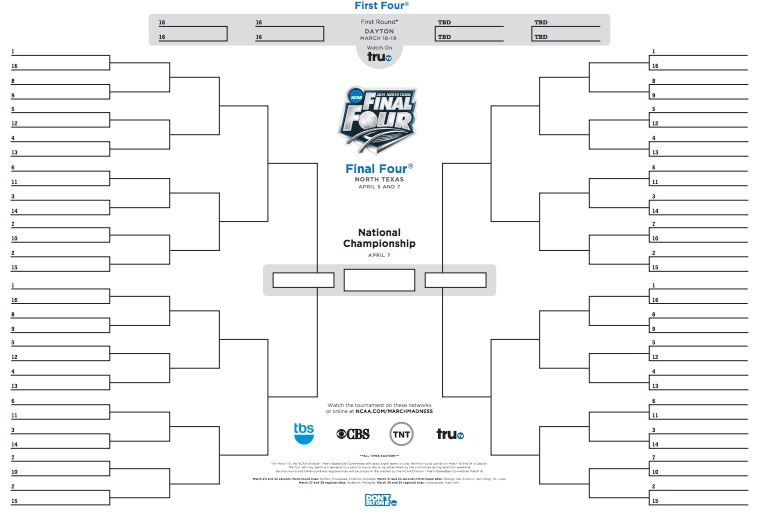 First Four®
16 16 First Round* TBD TBD
DAYTON
MARCH 18-19
16 16 TBD TBD
Watch On
truTV
1 1
16 16
8 8
9 9
5 5
12 12
4 4
13 13
6 6
11 11
3 3
14 14
7 7
10 10
2 2
15 15
NCAA
2014 NORTH TEXAS
FINAL
FOUR
Final Four®
NORTH TEXAS
APRIL 5 AND 7
National
Championship
APRIL 7
1 1
16 16
8 8
9 9
5 5
12 12
4 4
13 13
6 6
11 11
3 3
14 14
7 7
10 10
2 2
15 15
Watch the tournament on these networks
or online at NCAA.COM/MARCHMADNESS
tbs CBS TNT truTV
***ALL TIMES EASTERN***